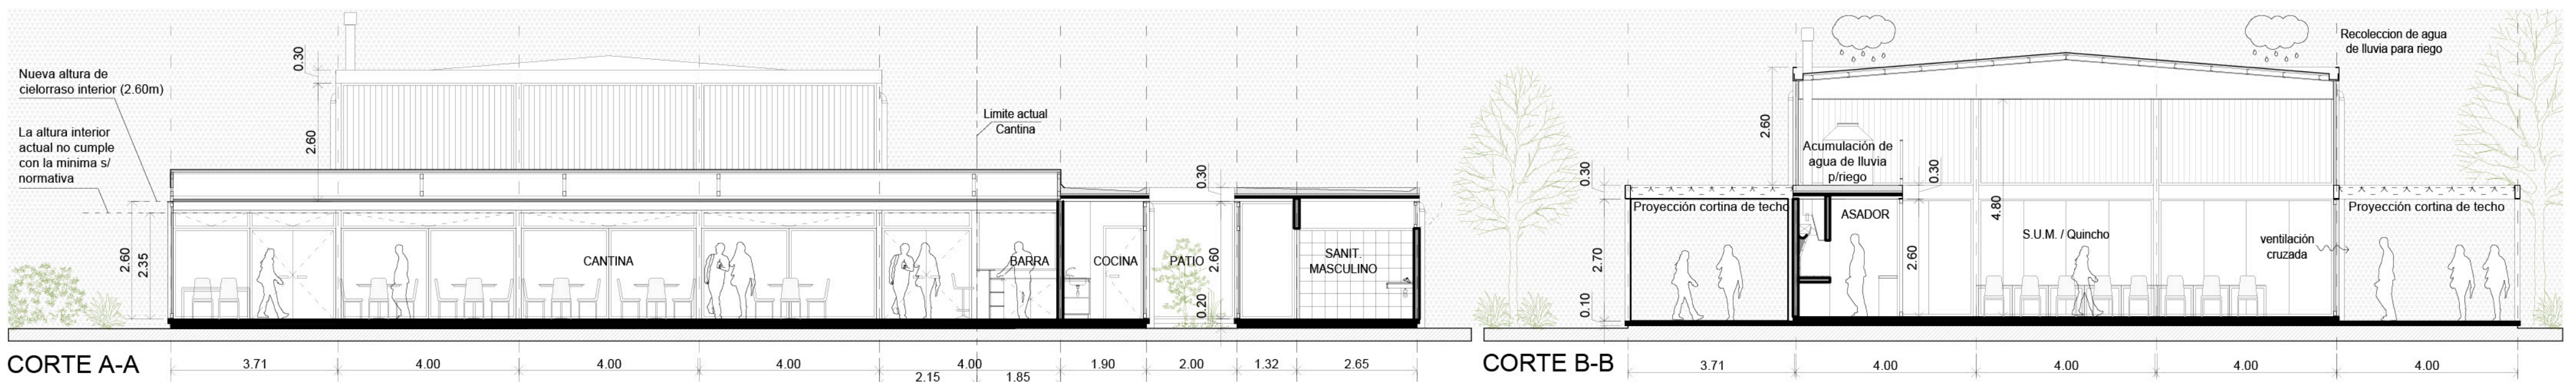 0.30
Nueva altura de
cielorraso interior (2.60m)
La altura interior
actual no cumple
con la minima s/
normativa
2.60
Limite actual
Cantina
0.30
2.60
2.35
CANTINA
BARRA
COCINA
PATIO
2.60
0.20
SANIT.
MASCULINO
CORTE A-A
3.71
4.00
4.00
4.00
4.00
2.15
1.85
1.90
2.00
1.32
2.65
Recoleccion de agua
de lluvia para riego
2.60
Acumulación de
agua de lluvia
p/riego
0.30
0.30
Proyección cortina de techo
ASADOR
4.80
S.U.M. / Quincho
Proyección cortina de techo
ventilación
cruzada
2.70
2.60
0.10
CORTE B-B
3.71
4.00
4.00
4.00
4.00